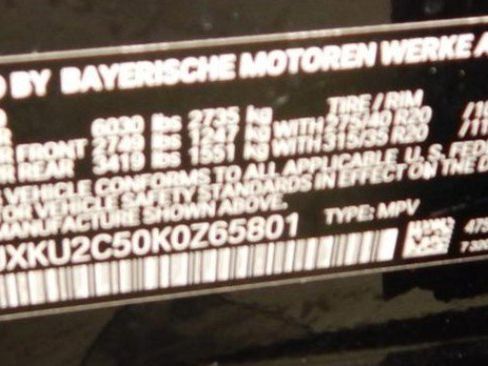 BY BAYERISCHE MOTOREN WERKE A
TIRE / RIM
6030 lbs 2735 kg
FRONT 2749 lbs 1247 kg WITH 275/40 R20
REAR 3419 lbs 1551 kg WITH 315/35 R20
VEHICLE CONFORMS TO ALL APPLICABLE U. S. FEDE
VEHICLE SAFETY STANDARDS IN EFFECT ON THE D
MANUFACTURE SHOWN ABOVE.
UXKU2C50K0Z65801 TYPE: MPV